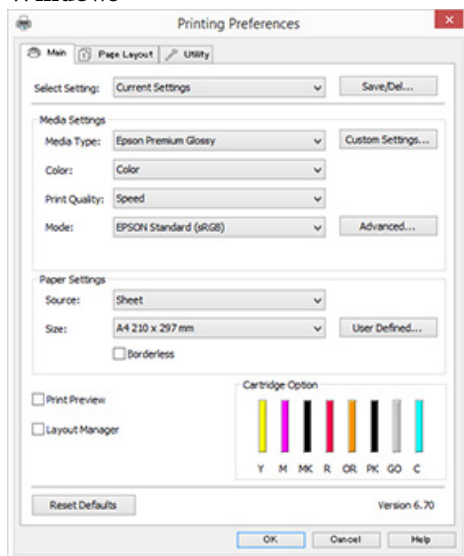 Windows
Printing Preferences
Main Page Layout Utility
Select Setting: Current Settings Save/Del...
Media Settings
Media Type: Epson Premium Glossy Custom Settings...
Color: Color
Print Quality: Speed
Mode: EPSON Standard (sRGB) Advanced...
Paper Settings
Source: Sheet
Size: A4 210 x 297 mm User Defined...
Borderless
Print Preview
Layout Manager
Cartridge Option
Y M MK R OR PK GO C
Reset Defaults Version 6.70
OK Cancel Help